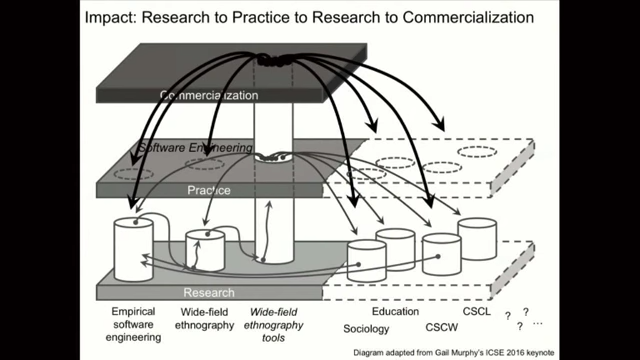 Impact: Research to Practice to Research to Commercialization
Commercialization
Software Engineering
Practice
Research
Empirical
software
engineering
Wide-field
ethnography
Wide-field
ethnography
tools
Sociology
Education
CSCW
CSCL
? ?
? ...
Diagram adapted from Gail Murphy's ICSE 2016 keynote